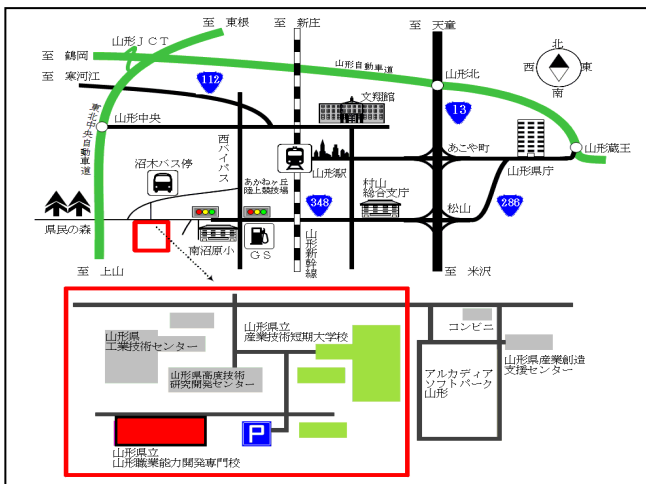 至 東根
至 新庄
至 天童
山形JCT
至 鶴岡
至 寒河江
山形自動車道
山形北
北
西
東
南
112
13
東北中央自動車道
山形中央
文翔館
西バイパス
沼木バス停
あかねヶ丘
陸上競技場
山形駅
あこや町
山形県庁
山形蔵王
村山
総合支庁
348
松山
286
県民の森
南沼原小
GS
山形新幹線
至 上山
至 米沢
山形県
工業技術センター
山形県立
産業技術短期大学校
コンビニ
山形県産業創造
支援センター
山形県高度技術
研究開発センター
アルカディア
ソフトパーク
山形
P
山形県立
山形職業能力開発専門校